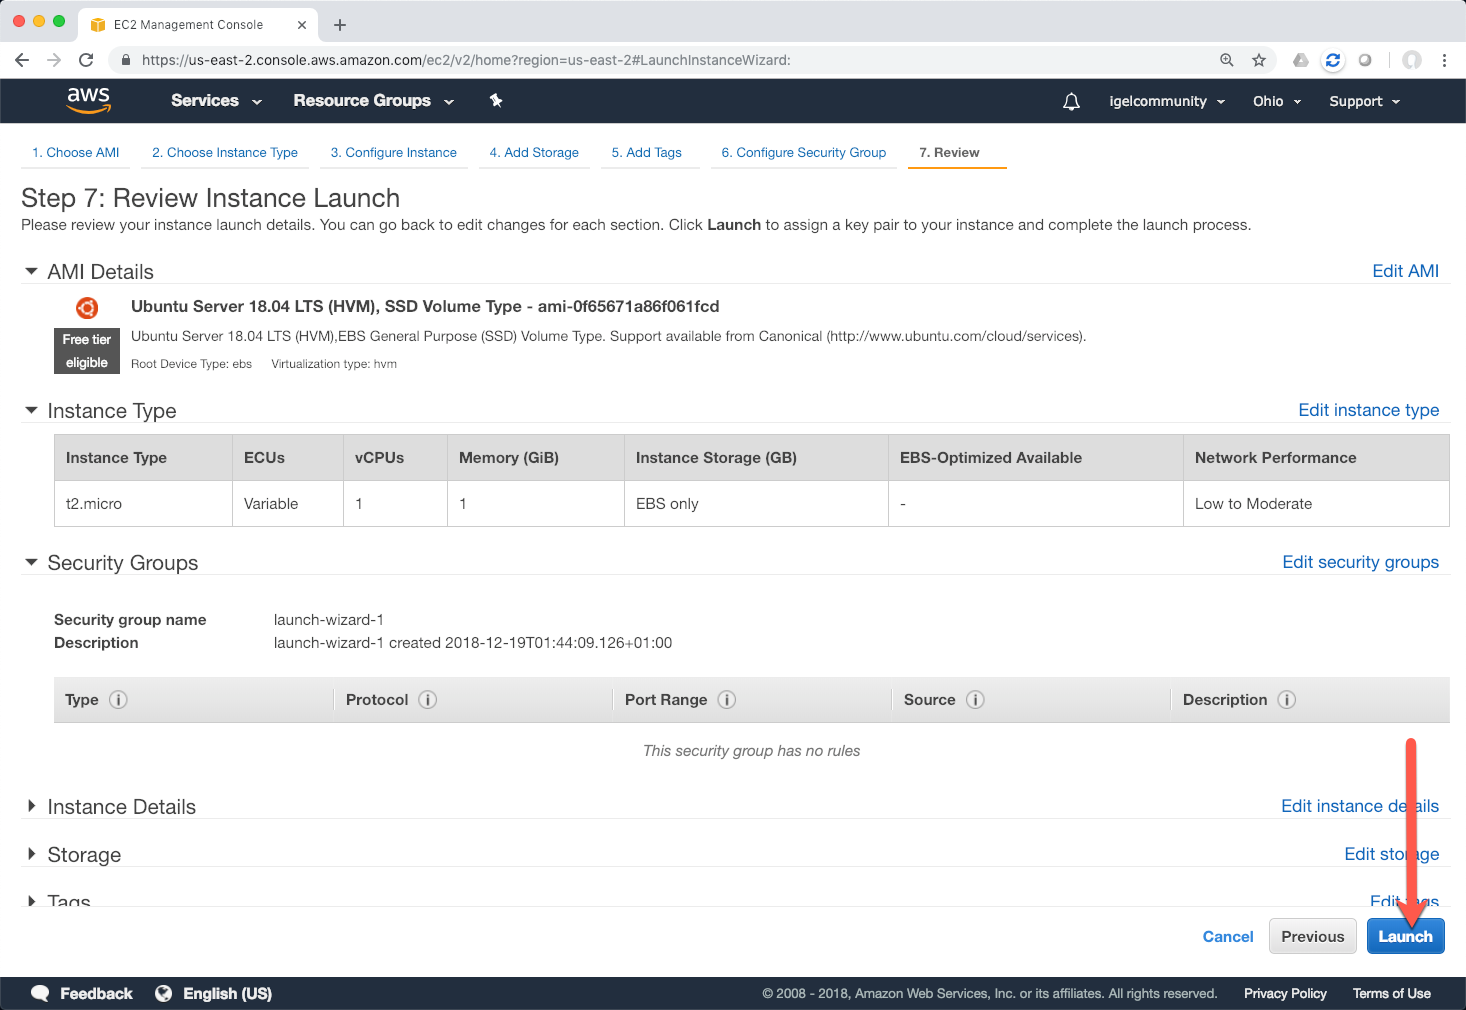 EC2 Management Console
https://us-east-2.console.aws.amazon.com/ec2/v2/home?region=us-east-2#LaunchInstanceWizard:
aws Services Resource Groups igelcommunity Ohio Support
1. Choose AMI 2. Choose Instance Type 3. Configure Instance 4. Add Storage 5. Add Tags 6. Configure Security Group 7. Review
Step 7: Review Instance Launch
Please review your instance launch details. You can go back to edit changes for each section. Click Launch to assign a key pair to your instance and complete the launch process.
AMI Details Edit AMI
Ubuntu Server 18.04 LTS (HVM), SSD Volume Type - ami-0f65671a86f061fcd
Free tier eligible
Ubuntu Server 18.04 LTS (HVM),EBS General Purpose (SSD) Volume Type. Support available from Canonical (http://www.ubuntu.com/cloud/services).
Root Device Type: ebs Virtualization type: hvm
Instance Type Edit instance type
Instance Type ECUs vCPUs Memory (GiB) Instance Storage (GB) EBS-Optimized Available Network Performance
t2.micro Variable 1 1 EBS only - Low to Moderate
Security Groups Edit security groups
Security group name launch-wizard-1
Description launch-wizard-1 created 2018-12-19T01:44:09.126+01:00
Type Protocol Port Range Source Description
This security group has no rules
Instance Details Edit instance details
Storage Edit storage
Tags Edit tags
Cancel Previous Launch
Feedback English (US) © 2008 - 2018, Amazon Web Services, Inc. or its affiliates. All rights reserved. Privacy Policy Terms of Use